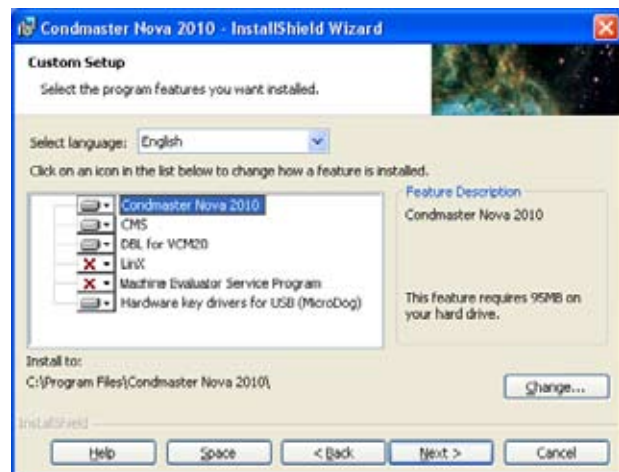 Condmaster Nova 2010 - InstallShield Wizard
Custom Setup
Select the program features you want installed.
Select language: English
Click on an icon in the list below to change how a feature is installed.
Condmaster Nova 2010
CMS
DBL for VCM20
LinX
Machine Evaluator Service Program
Hardware key drivers for USB (MicroDog)
Feature Description
Condmaster Nova 2010
This feature requires 95MB on
your hard drive.
Install to:
C:\Program Files\Condmaster Nova 2010\
Change...
InstallShield
Help
Space
< Back
Next >
Cancel